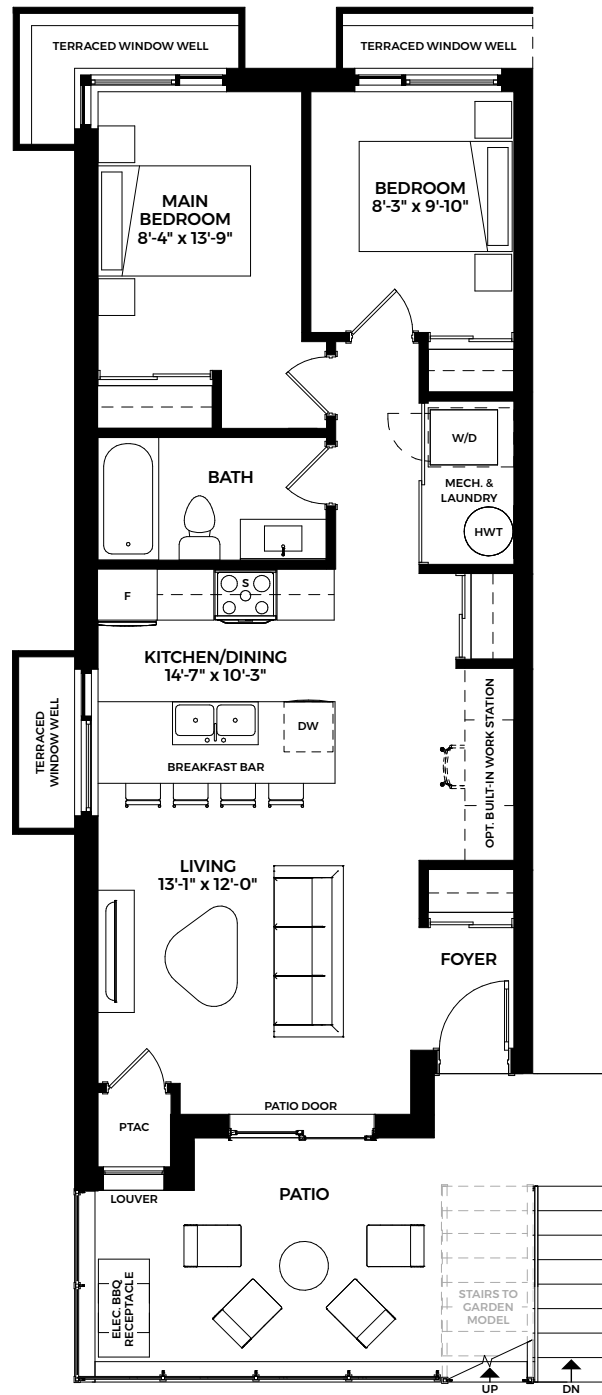 TERRACED WINDOW WELL
TERRACED WINDOW WELL
MAIN
BEDROOM
8'-4" x 13'-9"
BEDROOM
8'-3" x 9'-10"
W/D
BATH
MECH. &
LAUNDRY
HWT
F
S
KITCHEN/DINING
14'-7" x 10'-3"
TERRACED
WINDOW WELL
DW
BREAKFAST BAR
OPT. BUILT-IN WORK STATION
LIVING
13'-1" x 12'-0"
FOYER
PATIO DOOR
PTAC
LOUVER
PATIO
ELEC. BBQ
RECEPTACLE
STAIRS TO
GARDEN
MODEL
UP
DN